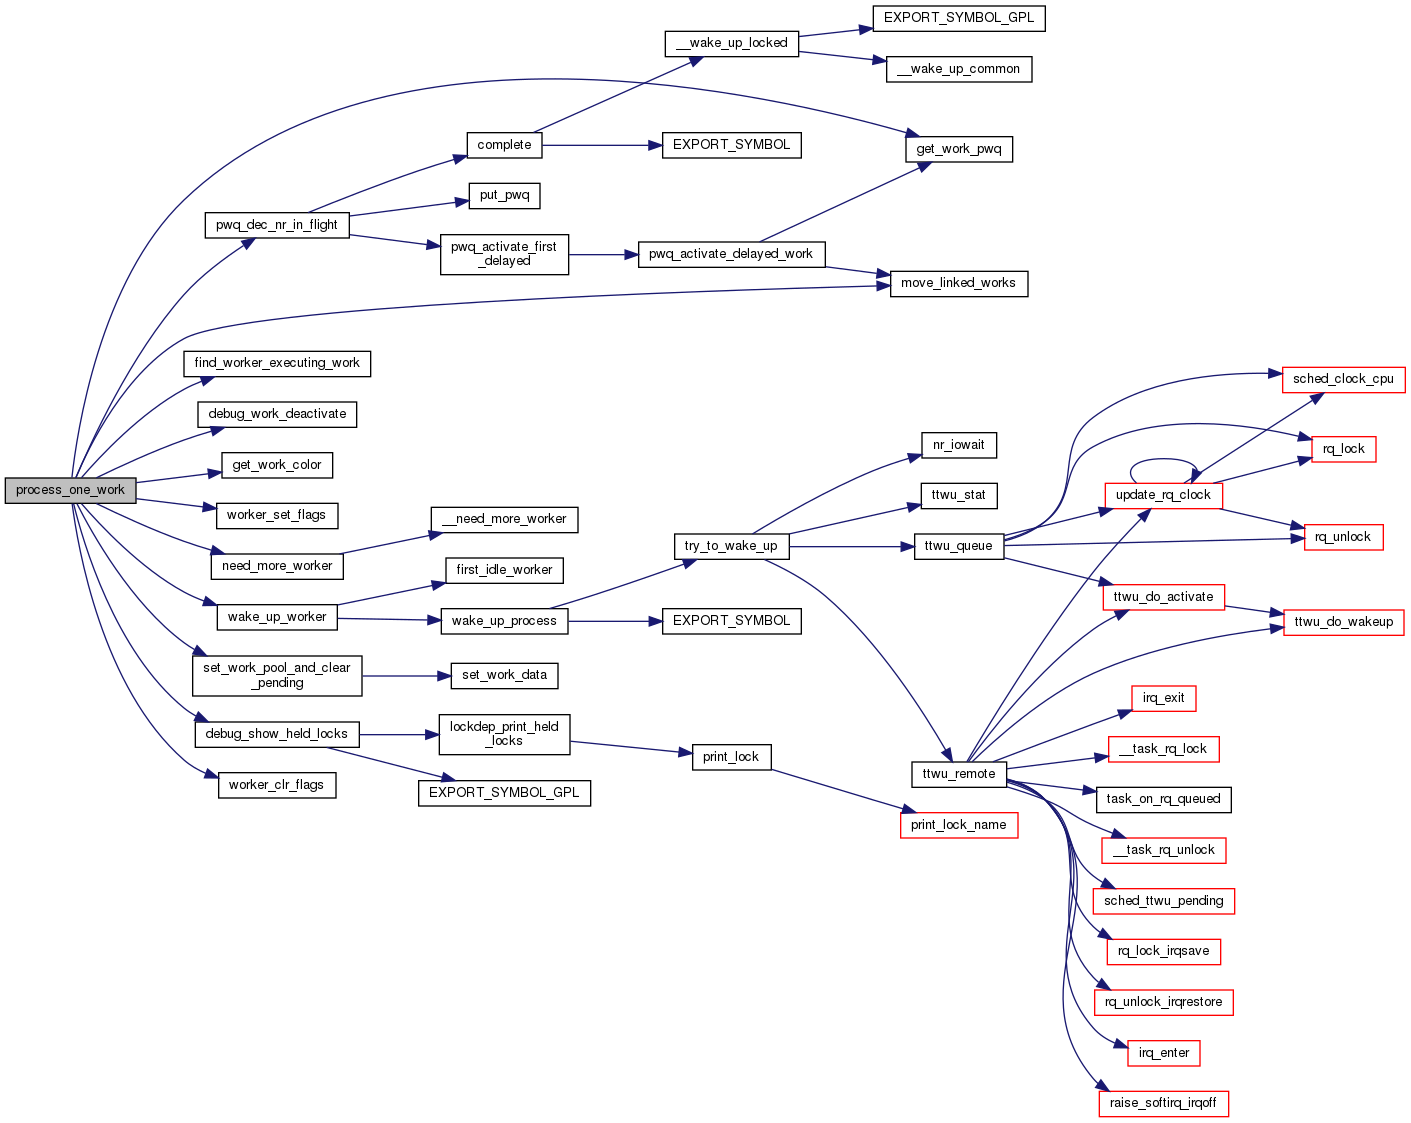 EXPORT_SYMBOL_GPL
__wake_up_locked
__wake_up_common
complete
EXPORT_SYMBOL
get_work_pwq
put_pwq
pwq_dec_nr_in_flight
pwq_activate_first
_delayed
pwq_activate_delayed_work
move_linked_works
find_worker_executing_work
sched_clock_cpu
debug_work_deactivate
nr_iowait
rq_lock
get_work_color
process_one_work
ttwu_stat
update_rq_clock
worker_set_flags
__need_more_worker
rq_unlock
try_to_wake_up
ttwu_queue
need_more_worker
first_idle_worker
ttwu_do_activate
wake_up_worker
wake_up_process
EXPORT_SYMBOL
ttwu_do_wakeup
set_work_pool_and_clear
_pending
set_work_data
irq_exit
debug_show_held_locks
lockdep_print_held
_locks
__task_rq_lock
print_lock
ttwu_remote
worker_clr_flags
EXPORT_SYMBOL_GPL
task_on_rq_queued
print_lock_name
__task_rq_unlock
sched_ttwu_pending
rq_lock_irqsave
rq_unlock_irqrestore
irq_enter
raise_softirq_irqoff